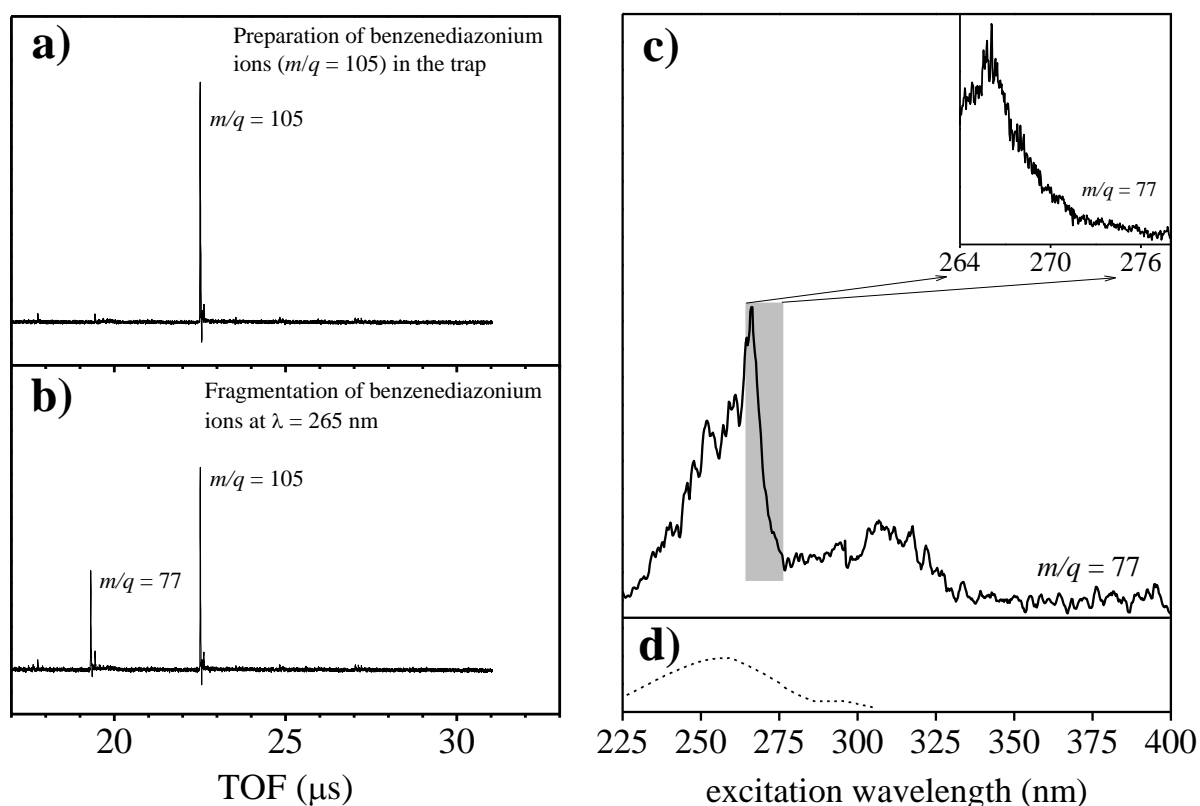 a)
Preparation of benzenediazonium
ions (m/q = 105) in the trap
m/q = 105
20 30
b)
Fragmentation of benzenediazonium
ions at λ = 265 nm
m/q = 105
m/q = 77
20 30
TOF (μs)
c)
m/q = 77
264 270 276
m/q = 77
d)
225 250 275 300 325 350 375 400
excitation wavelength (nm)